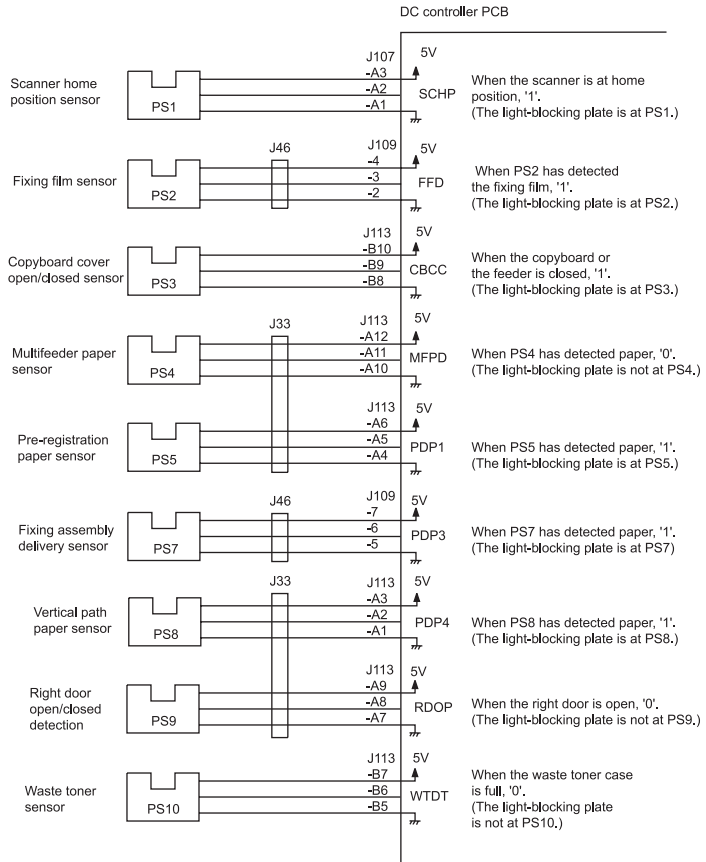 DC controller PCB
Scanner home
position sensor
PS1
J107
-A3
-A2
-A1
5V
SCHP
When the scanner is at home
position, '1'.
(The light-blocking plate is at PS1.)
Fixing film sensor
PS2
J46
J109
-4
-3
-2
5V
FFD
When PS2 has detected
the fixing film, '1'.
(The light-blocking plate is at PS2.)
Copyboard cover
open/closed sensor
PS3
J113
-B10
-B9
-B8
5V
CBCC
When the copyboard or
the feeder is closed, '1'.
(The light-blocking plate is at PS3.)
Multifeeder paper
sensor
PS4
J33
J113
-A12
-A11
-A10
5V
MFPD
When PS4 has detected paper, '0'.
(The light-blocking plate is not at PS4.)
Pre-registration
paper sensor
PS5
J113
-A6
-A5
-A4
5V
PDP1
When PS5 has detected paper, '1'.
(The light-blocking plate is at PS5.)
Fixing assembly
delivery sensor
PS7
J46
J109
-7
-6
-5
5V
PDP3
When PS7 has detected paper, '1'.
(The light-blocking plate is at PS7)
Vertical path
paper sensor
PS8
J33
J113
-A3
-A2
-A1
5V
PDP4
When PS8 has detected paper, '1'.
(The light-blocking plate is at PS8.)
Right door
open/closed
detection
PS9
J113
-A9
-A8
-A7
5V
RDOP
When the right door is open, '0'.
(The light-blocking plate is not at PS9.)
Waste toner
sensor
PS10
J113
-B7
-B6
-B5
5V
WTDT
When the waste toner case
is full, '0'.
(The light-blocking plate
is not at PS10.)